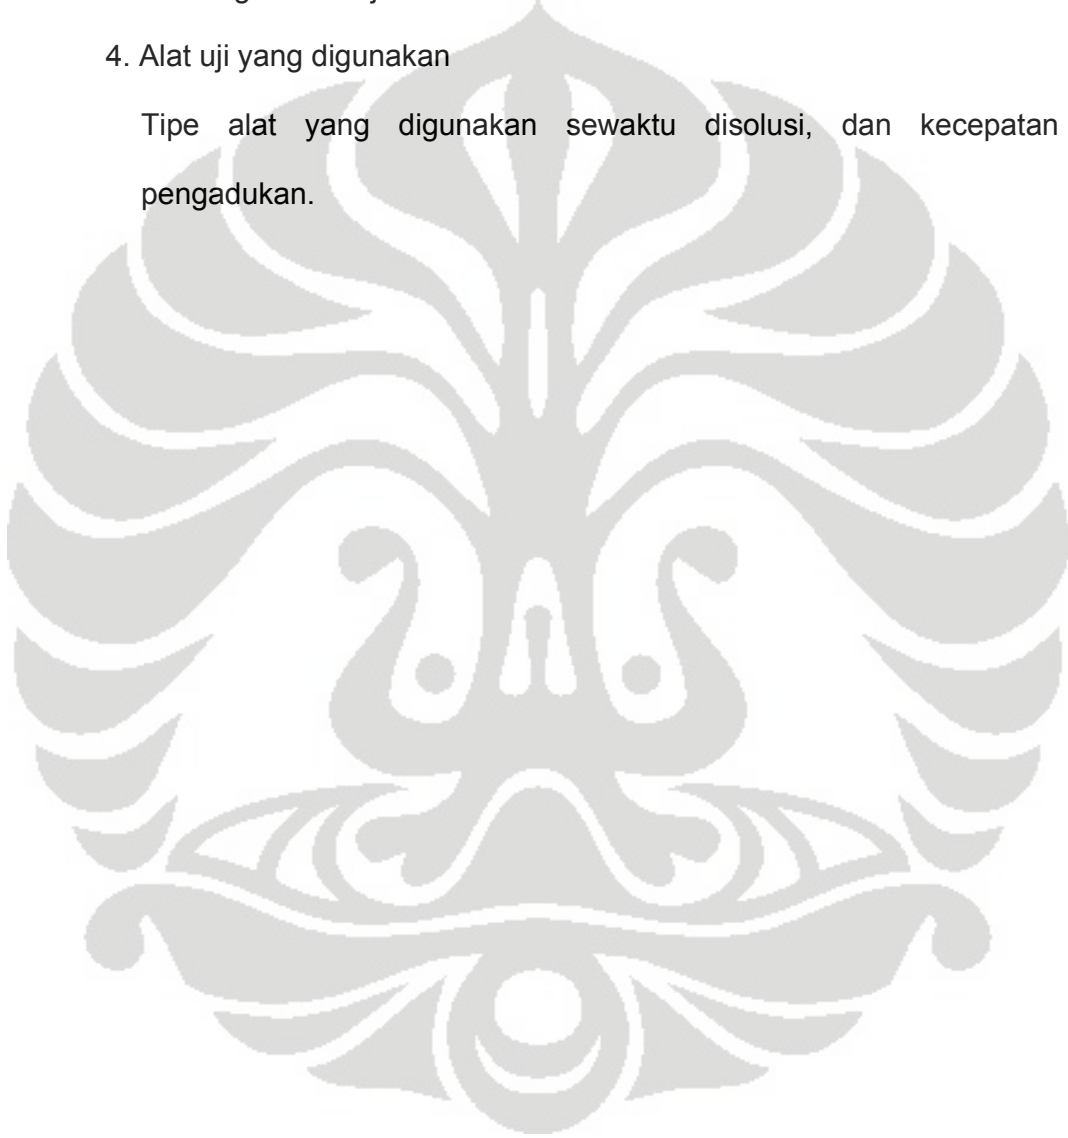 4. Alat uji yang digunakan
Tipe alat yang digunakan sewaktu disolusi, dan kecepatan
pengadukan.